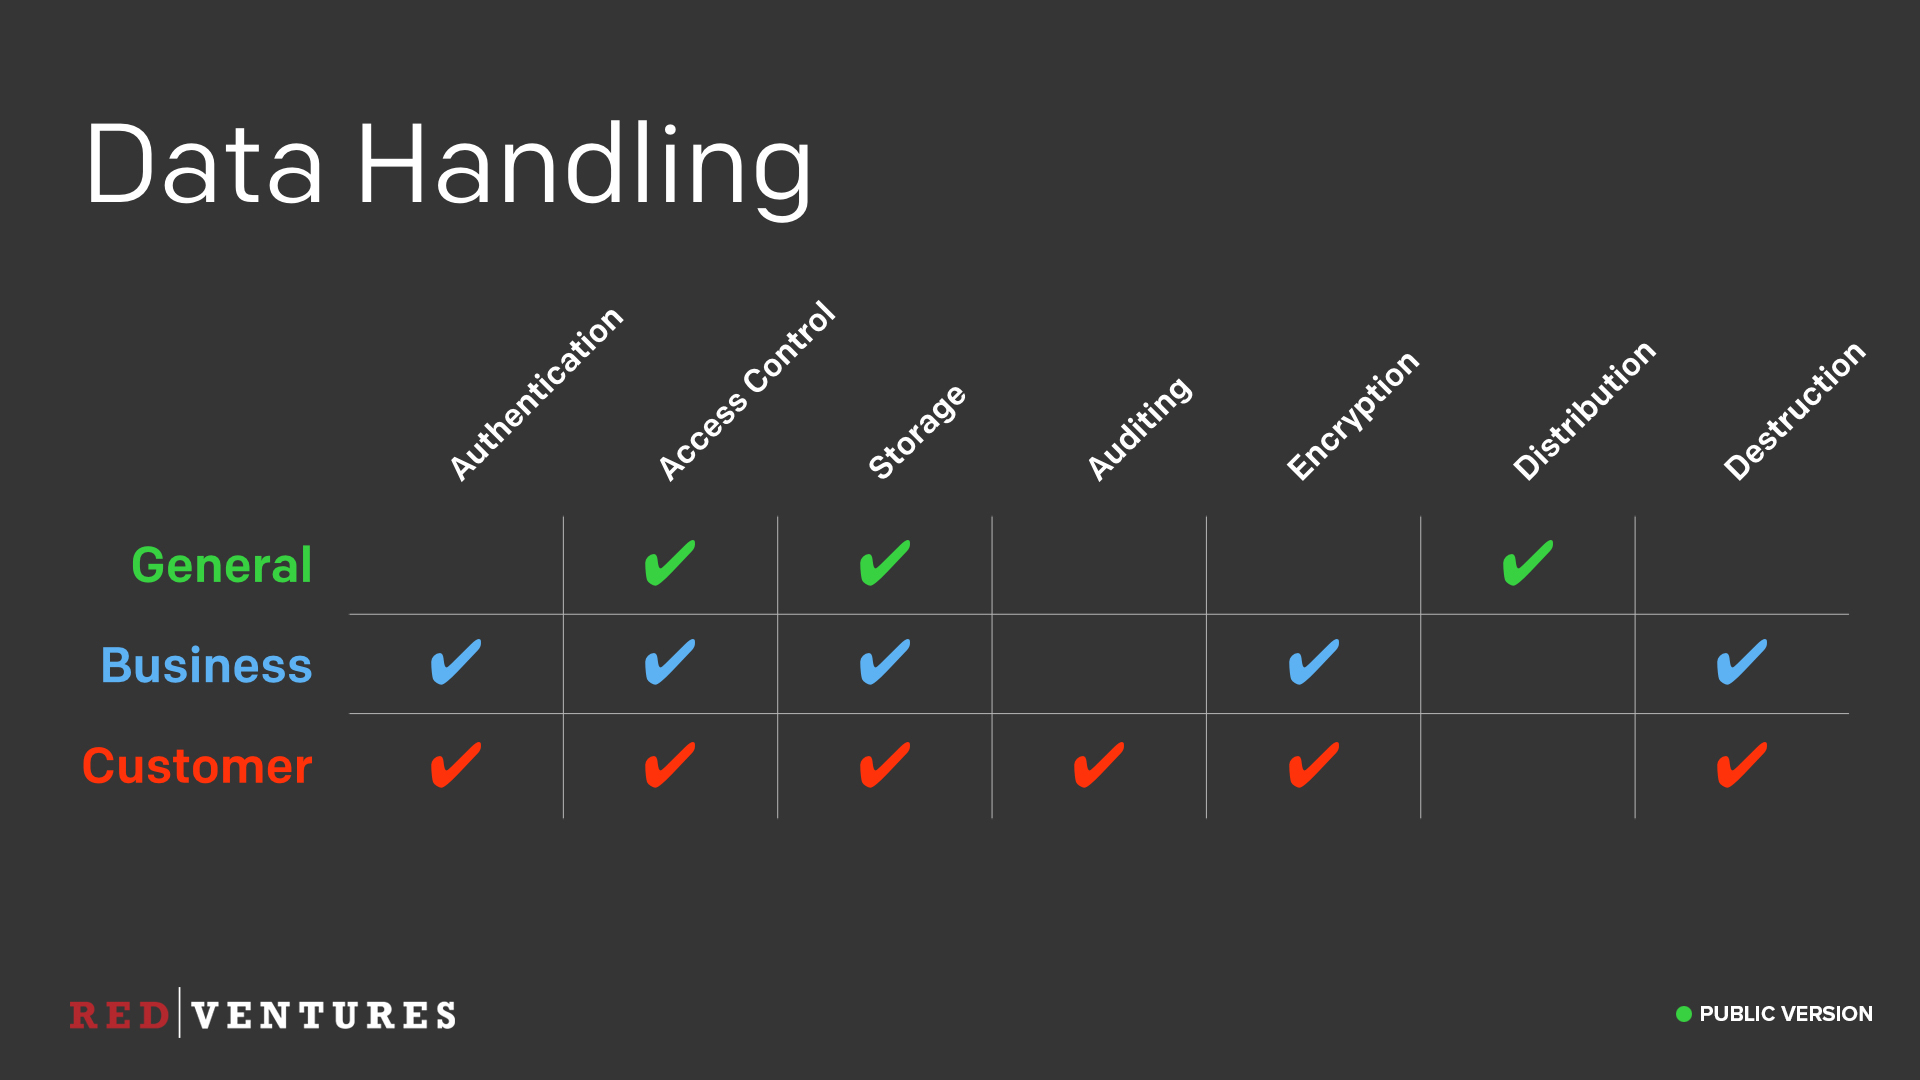 Data Handling
Authentication
Access Control
Storage
Auditing
Encryption
Distribution
Destruction
General ✔ ✔ ✔
Business ✔ ✔ ✔ ✔ ✔
Customer ✔ ✔ ✔ ✔ ✔ ✔
RED VENTURES
PUBLIC VERSION